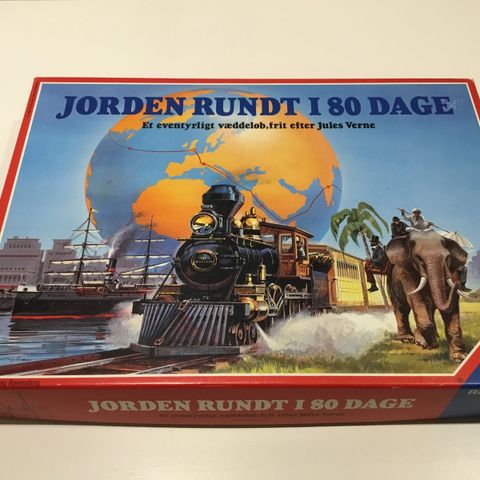 JORDEN RUNDT I 80 DAGE
Et eventyrligt væddeløb, frit efter Jules Verne
JORDEN RUNDT I 80 DAGE
Et eventyrligt væddeløb, frit efter Jules Verne